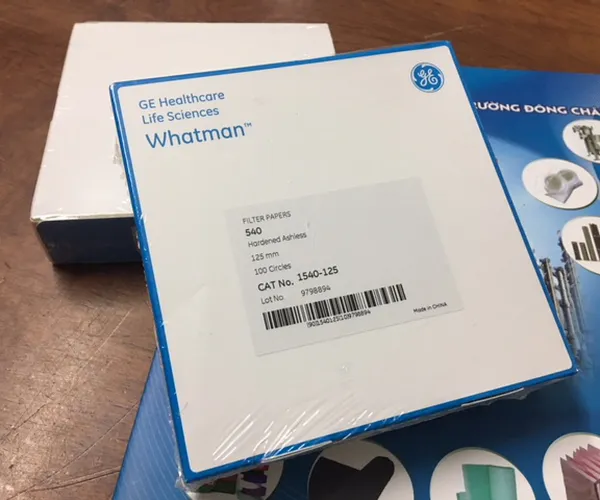 GE Healthcare
Life Sciences
Whatman™
GE
FILTER PAPERS
540
Hardened Ashless
125 mm
100 Circles
CAT No. 1540-125
Lot No. 9798894
Made in CHINA
ƯỜNG ĐÔNG CHÂ